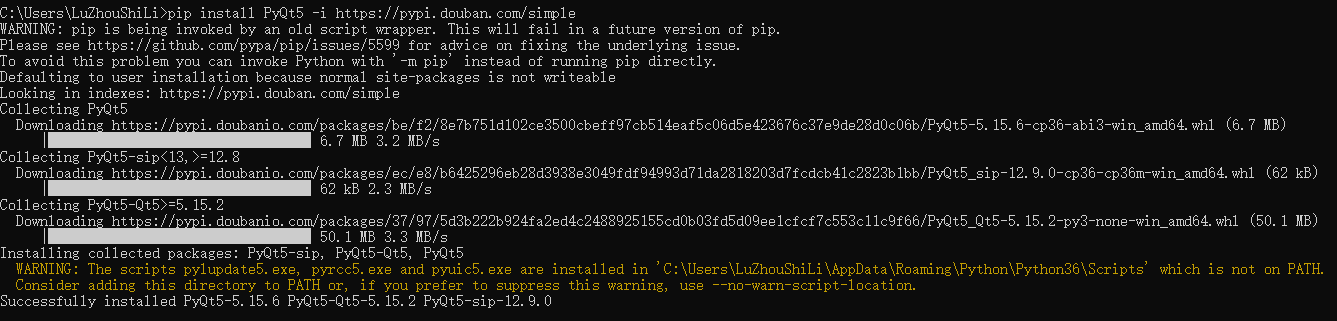 C:\Users\LuZhouShiLi>pip install PyQt5 -i https://pypi.douban.com/simple
WARNING: pip is being invoked by an old script wrapper. This will fail in a future version of pip.
Please see https://github.com/pypa/pip/issues/5599 for advice on fixing the underlying issue.
To avoid this problem you can invoke Python with '-m pip' instead of running pip directly.
Defaulting to user installation because normal site-packages is not writeable
Looking in indexes: https://pypi.douban.com/simple
Collecting PyQt5
  Downloading https://pypi.doubanio.com/packages/be/f2/8e7b751d102ce3500cbeff97cb514eaf5c06d5e423676c37e9de28d0c06b/PyQt5-5.15.6-cp36-abi3-win_amd64.whl (6.7 MB)
     |████████████████████████████████| 6.7 MB 3.2 MB/s
Collecting PyQt5-sip<13,>=12.8
  Downloading https://pypi.doubanio.com/packages/ec/e8/b6425296eb28d3938e3049fdf94993d71da2818203d7fcdcb41c2823b1bb/PyQt5_sip-12.9.0-cp36-cp36m-win_amd64.whl (62 kB)
     |████████████████████████████████| 62 kB 2.3 MB/s
Collecting PyQt5-Qt5>=5.15.2
  Downloading https://pypi.doubanio.com/packages/37/97/5d3b222b924fa2ed4c2488925155cd0b03fd5d09ee1cfcf7c553c11c9f66/PyQt5_Qt5-5.15.2-py3-none-win_amd64.whl (50.1 MB)
     |████████████████████████████████| 50.1 MB 3.3 MB/s
Installing collected packages: PyQt5-sip, PyQt5-Qt5, PyQt5
  WARNING: The scripts pylupdate5.exe, pyrcc5.exe and pyuic5.exe are installed in 'C:\Users\LuZhouShiLi\AppData\Roaming\Python\Python36\Scripts' which is not on PATH.
  Consider adding this directory to PATH or, if you prefer to suppress this warning, use --no-warn-script-location.
Successfully installed PyQt5-5.15.6 PyQt5-Qt5-5.15.2 PyQt5-sip-12.9.0